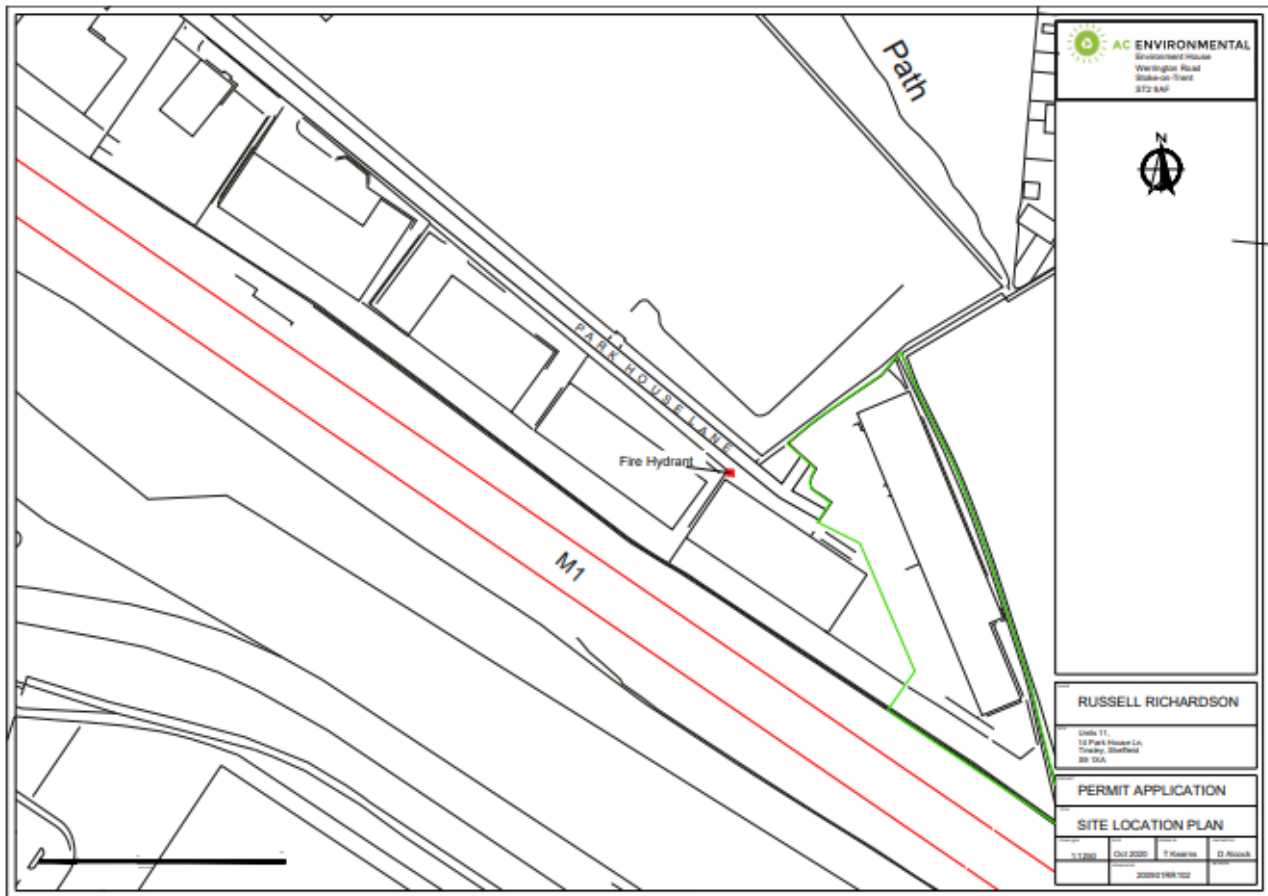 Path
PARK HOUSE LANE
Fire Hydrant
M1
AC ENVIRONMENTAL
Environment House
Werrington Road
Stoke-on-Trent
ST2 9AF
N
RUSSELL RICHARDSON
Units 11,
14 Park House Ln,
Tinsley, Sheffield
S9 1XA
PERMIT APPLICATION
SITE LOCATION PLAN
1:1250
Oct 2020
T Kearns
D Alcock
200901RR102